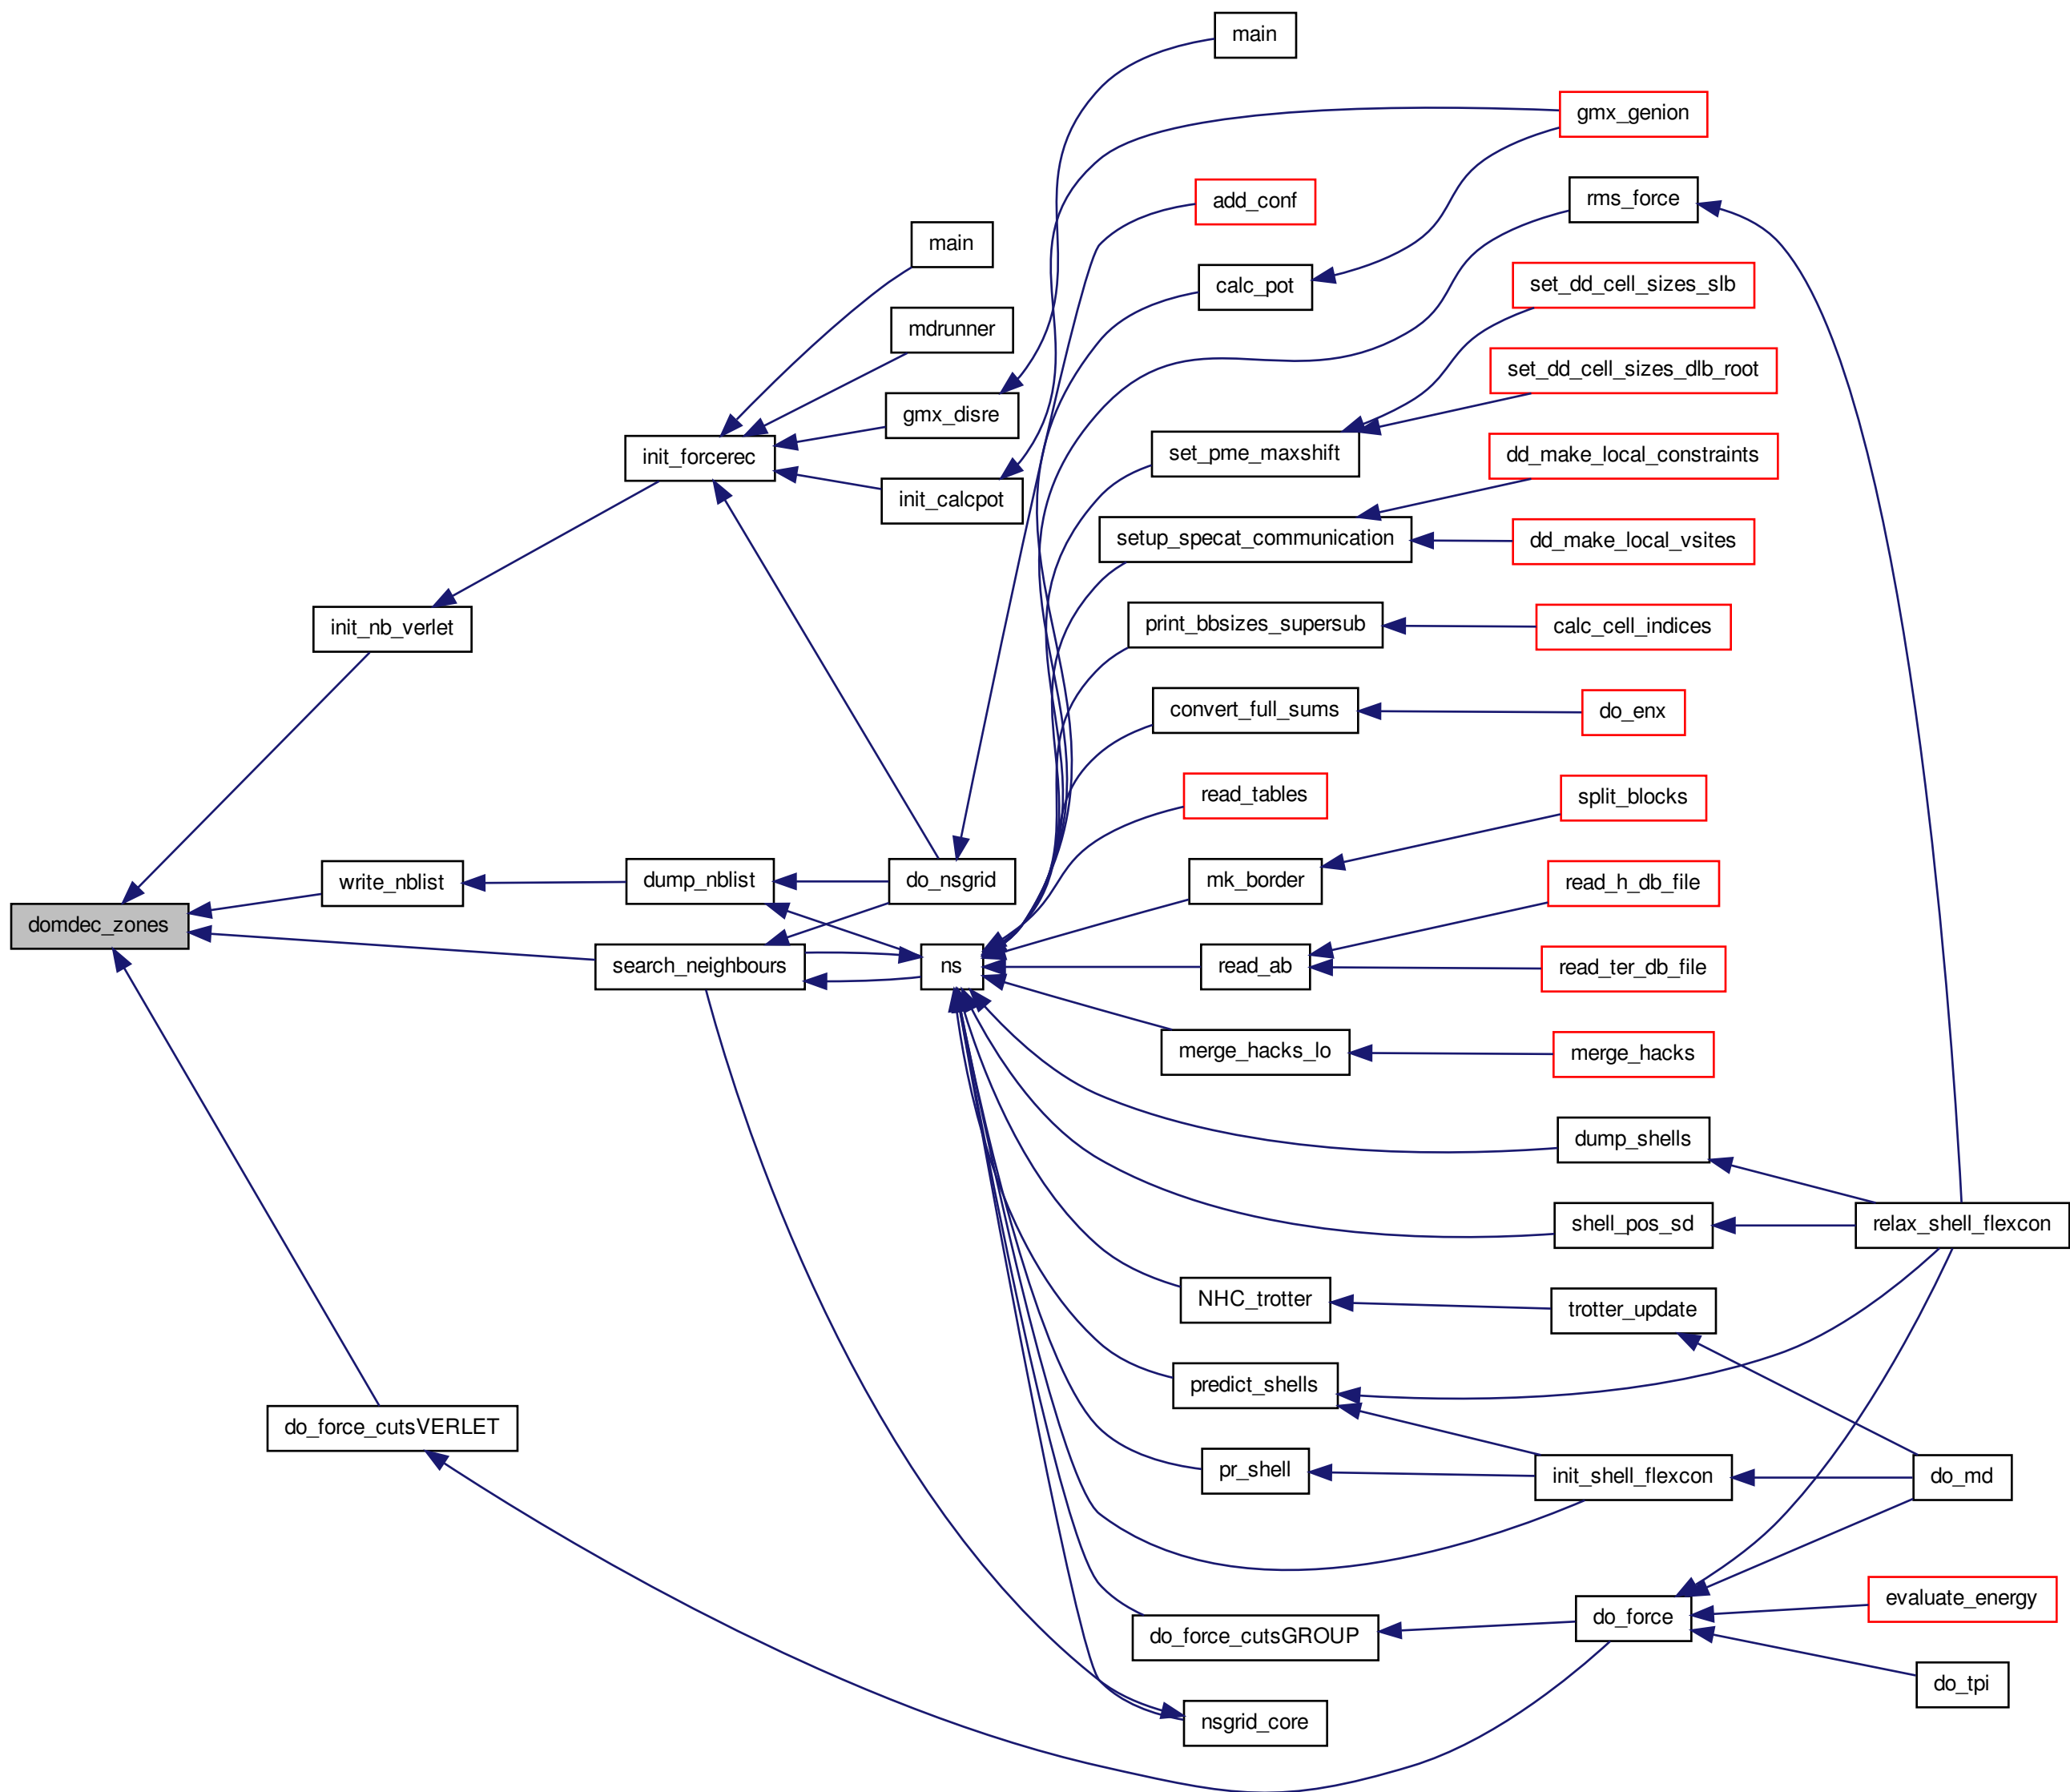 main
gmx_genion
rms_force
add_conf
main
calc_pot
set_dd_cell_sizes_slb
mdrunner
set_dd_cell_sizes_dlb_root
gmx_disre
init_forcerec
set_pme_maxshift
dd_make_local_constraints
init_calcpot
setup_specat_communication
dd_make_local_vsites
init_nb_verlet
print_bbsizes_supersub
calc_cell_indices
convert_full_sums
do_enx
read_tables
split_blocks
write_nblist
dump_nblist
do_nsgrid
mk_border
read_h_db_file
domdec_zones
search_neighbours
ns
read_ab
read_ter_db_file
merge_hacks_lo
merge_hacks
dump_shells
shell_pos_sd
relax_shell_flexcon
NHC_trotter
trotter_update
predict_shells
do_force_cutsVERLET
pr_shell
init_shell_flexcon
do_md
evaluate_energy
do_force_cutsGROUP
do_force
do_tpi
nsgrid_core